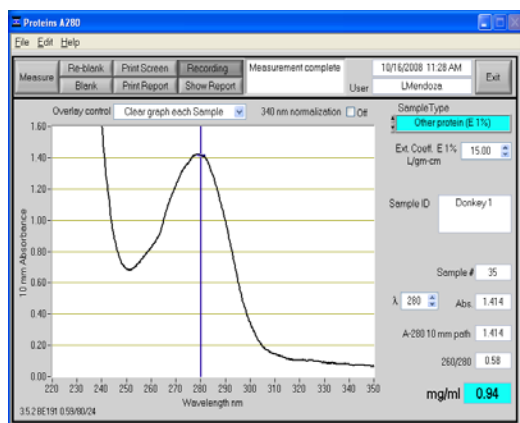 Proteins A280
File Edit Help
Measure Re-blank Print Screen Recording Measurement complete 10/16/2008 11:28 AM Exit
Blank Print Report Show Report User LMendoza
Overlay control Clear graph each Sample 340 nm normalization Off Sample Type
Other protein (E 1%)
Ext. Coeff. E 1% 15.00
L/gm-cm
Sample ID Donkey 1
Sample # 35
λ 280 Abs. 1.414
A-280 10 mm path 1.414
260/280 0.58
mg/ml 0.94
10 mm Absorbance
1.60
1.40
1.20
1.00
0.80
0.60
0.40
0.20
0.00
220 230 240 250 260 270 280 290 300 310 320 330 340 350
Wavelength nm
3.5.2 BE191 0.59/80/24